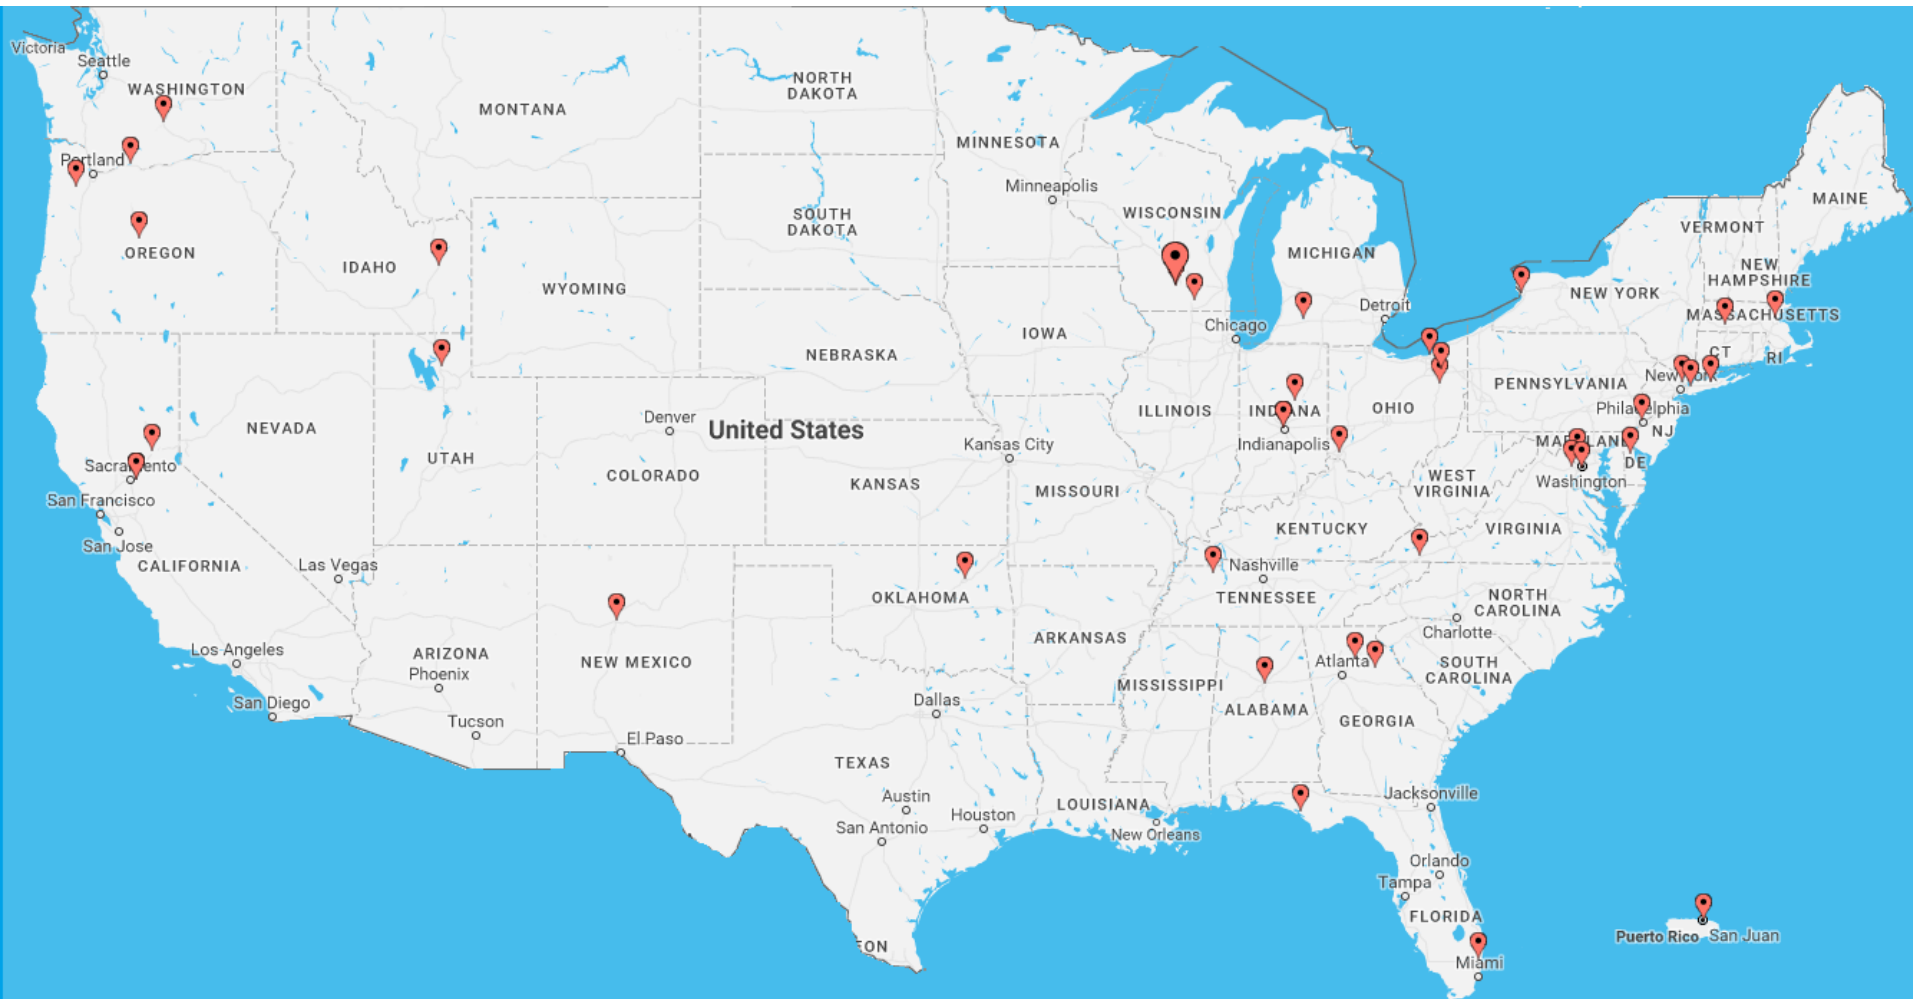 Victoria
Seattle
WASHINGTON
MONTANA
NORTH
DAKOTA
MINNESOTA
Portland
Minneapolis
MAINE
SOUTH
DAKOTA
WISCONSIN
VERMONT
OREGON
IDAHO
MICHIGAN
NEW
HAMPSHIRE
WYOMING
NEW YORK
Detroit
MASSACHUSETTS
Chicago
IOWA
NEBRASKA
CT
RI
New York
PENNSYLVANIA
Denver
ILLINOIS
INDIANA
OHIO
Philadelphia
NEVADA
United States
NJ
Kansas City
Indianapolis
MARYLAND
UTAH
Sacramento
DE
COLORADO
KANSAS
MISSOURI
WEST
VIRGINIA
Washington
San Francisco
KENTUCKY
VIRGINIA
San Jose
CALIFORNIA
Las Vegas
Nashville
OKLAHOMA
TENNESSEE
NORTH
CAROLINA
Charlotte
ARKANSAS
Los Angeles
ARIZONA
Phoenix
NEW MEXICO
Atlanta
SOUTH
CAROLINA
MISSISSIPPI
San Diego
Dallas
ALABAMA
GEORGIA
Tucson
El Paso
TEXAS
Jacksonville
Austin
LOUISIANA
Houston
San Antonio
New Orleans
Orlando
Tampa
FLORIDA
Puerto Rico
San Juan
EON
Miami